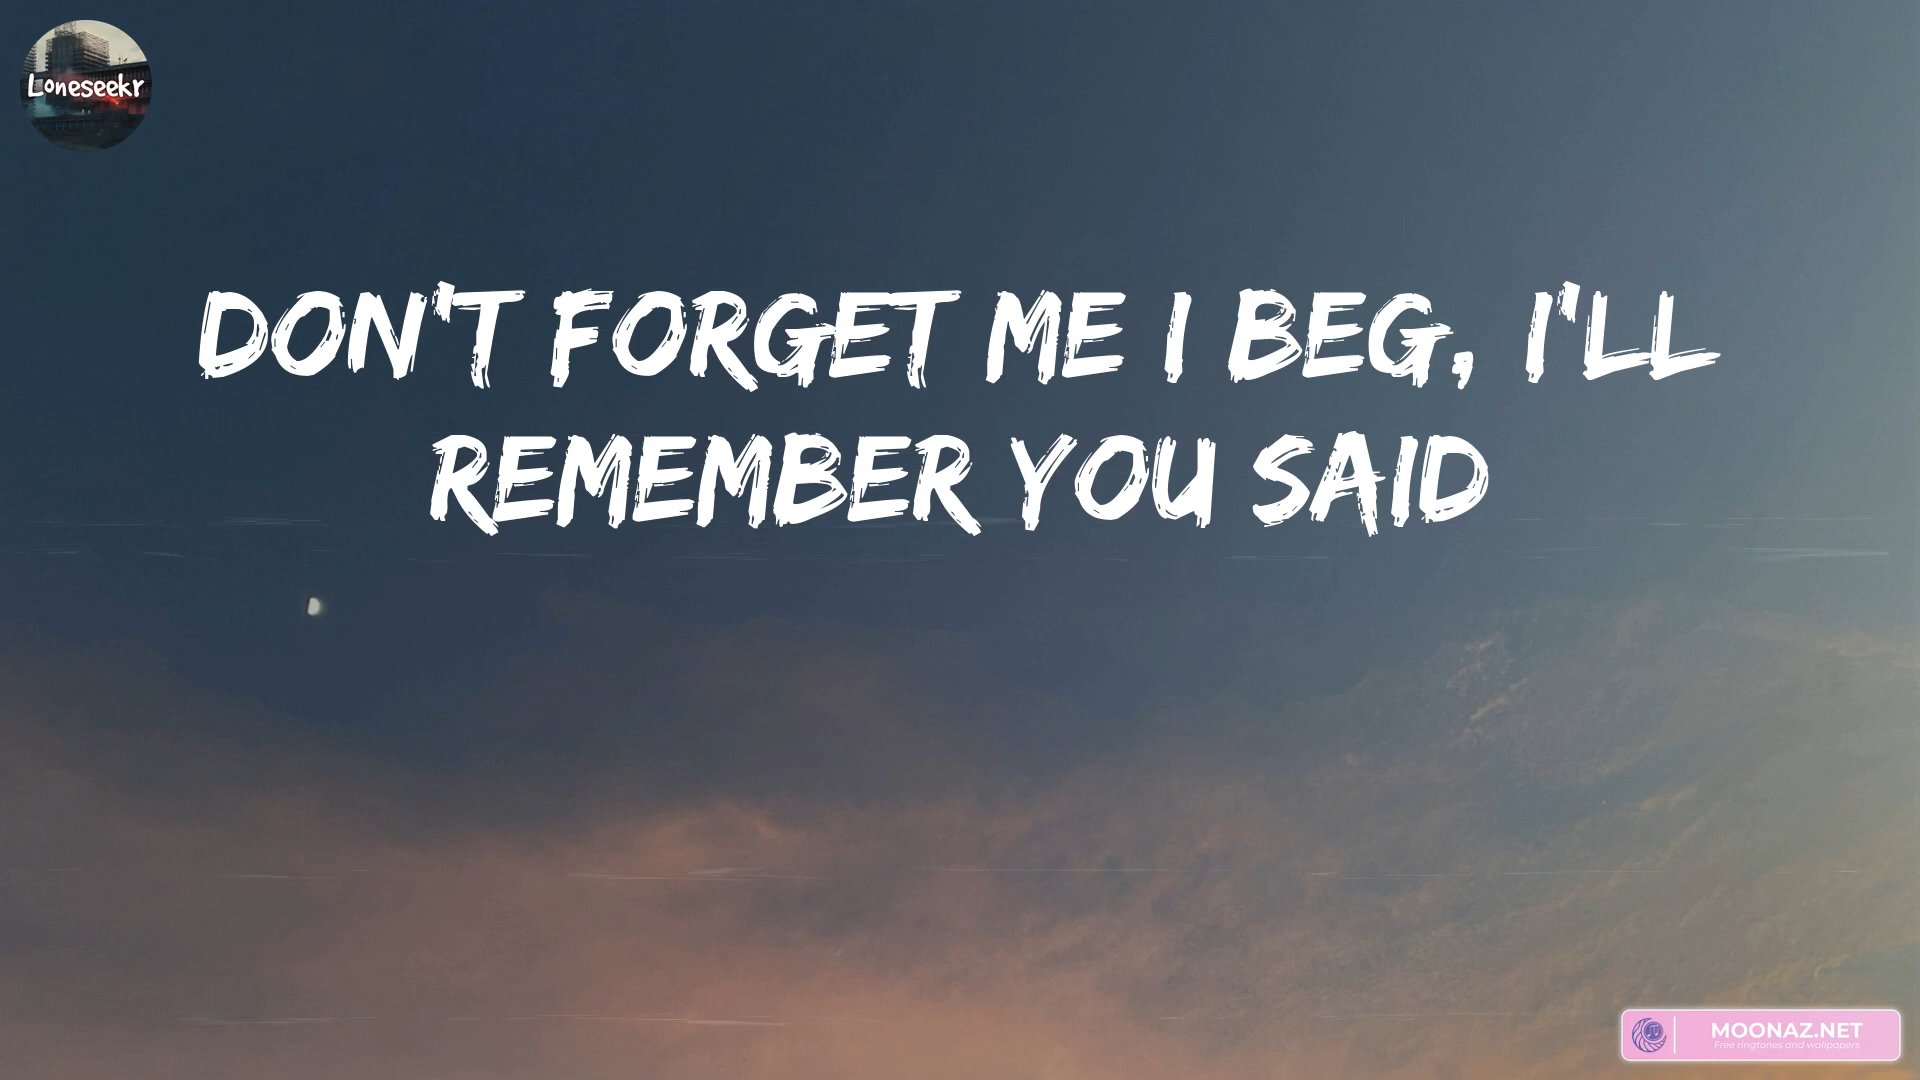 Loneseekr
DON'T FORGET ME I BEG, I'LL
REMEMBER YOU SAID
MOONAZ.NET
Free ringtones and wallpapers